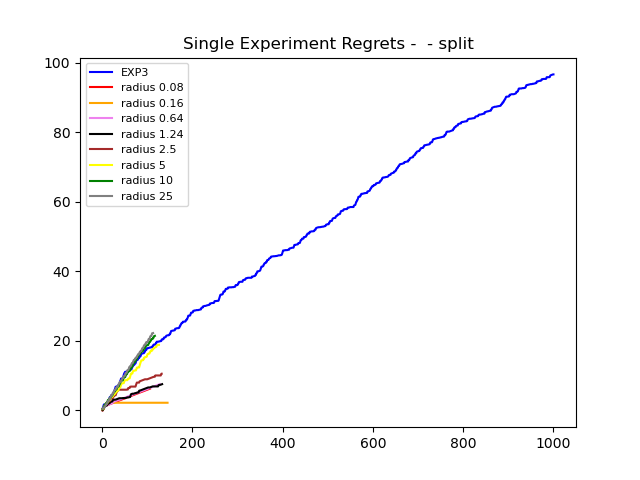 Single Experiment Regrets -  - split
100
80
60
40
20
0
EXP3
radius 0.08
radius 0.16
radius 0.64
radius 1.24
radius 2.5
radius 5
radius 10
radius 25
0 200 400 600 800 1000